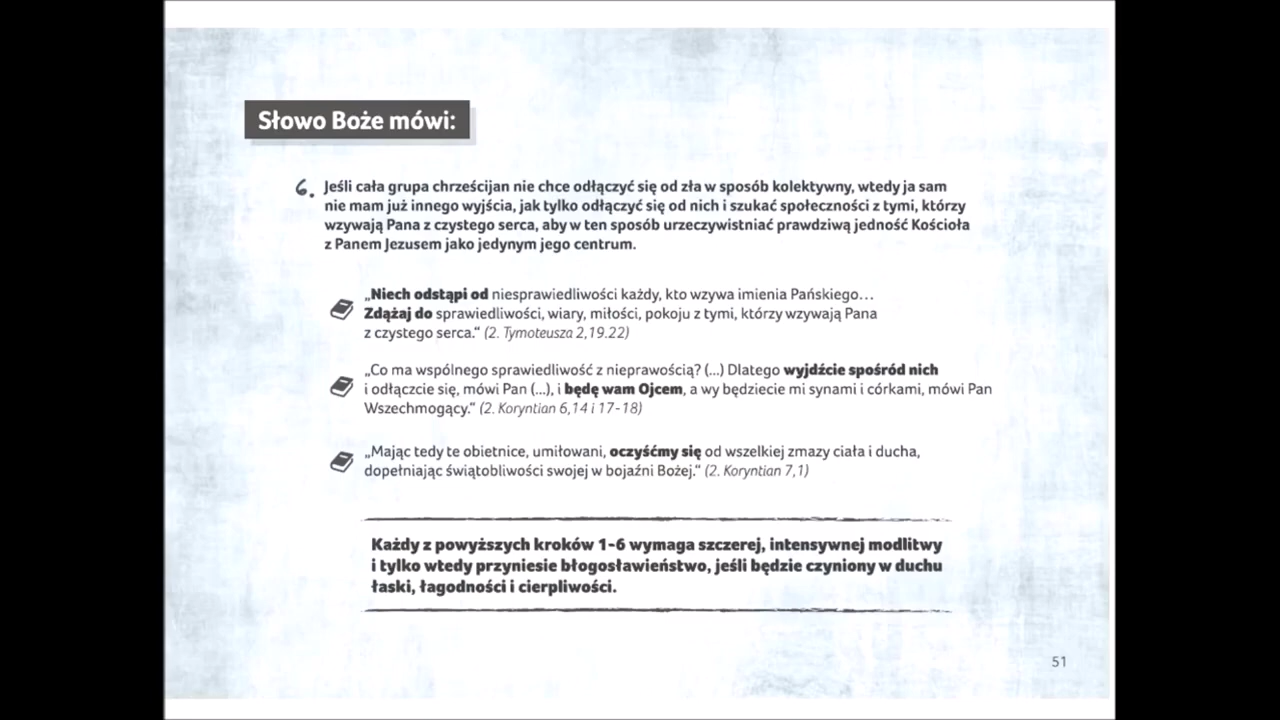 Słowo Boże mówi:
6. Jeśli cała grupa chrześcijan nie chce odłączyć się od zła w sposób kolektywny, wtedy ja sam
nie mam już innego wyjścia, jak tylko odłączyć się od nich i szukać społeczności z tymi, którzy
wzywają Pana z czystego serca, aby w ten sposób urzeczywistniać prawdziwą jedność Kościoła
z Panem Jezusem jako jedynym jego centrum.
„Niech odstąpi od niesprawiedliwości każdy, kto wzywa imienia Pańskiego…
Zdążaj do sprawiedliwości, wiary, miłości, pokoju z tymi, którzy wzywają Pana
z czystego serca.“ (2. Tymoteusza 2,19.22)
„Co ma wspólnego sprawiedliwość z nieprawością? (...) Dlatego wyjdźcie spośród nich
i odłączcie się, mówi Pan (...), i będę wam Ojcem, a wy będziecie mi synami i córkami, mówi Pan
Wszechmogący.“ (2. Koryntian 6,14 i 17-18)
„Mając tedy te obietnice, umiłowani, oczyśćmy się od wszelkiej zmazy ciała i ducha,
dopełniając świątobliwości swojej w bojaźni Bożej.“ (2. Koryntian 7,1)
Każdy z powyższych kroków 1-6 wymaga szczerej, intensywnej modlitwy
i tylko wtedy przyniesie błogosławieństwo, jeśli będzie czyniony w duchu
łaski, łagodności i cierpliwości.
51